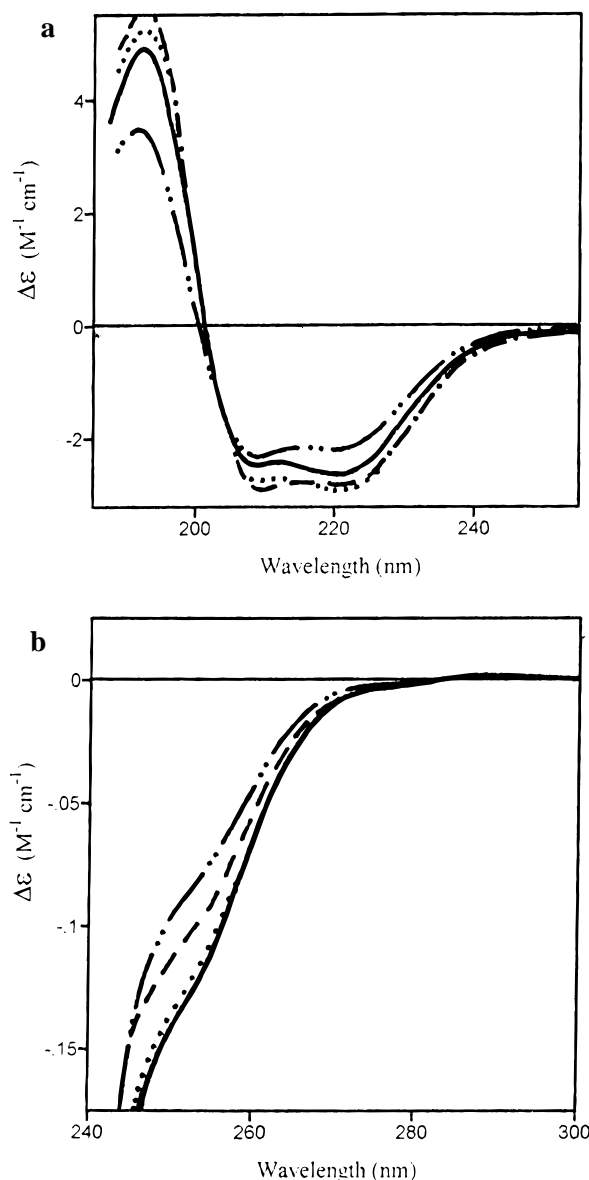 a
4
2
0
-2
Δε (M⁻¹ cm⁻¹)
200 220 240
Wavelength (nm)
b
0
-.05
-.1
-.15
Δε (M⁻¹ cm⁻¹)
240 260 280 300
Wavelength (nm)